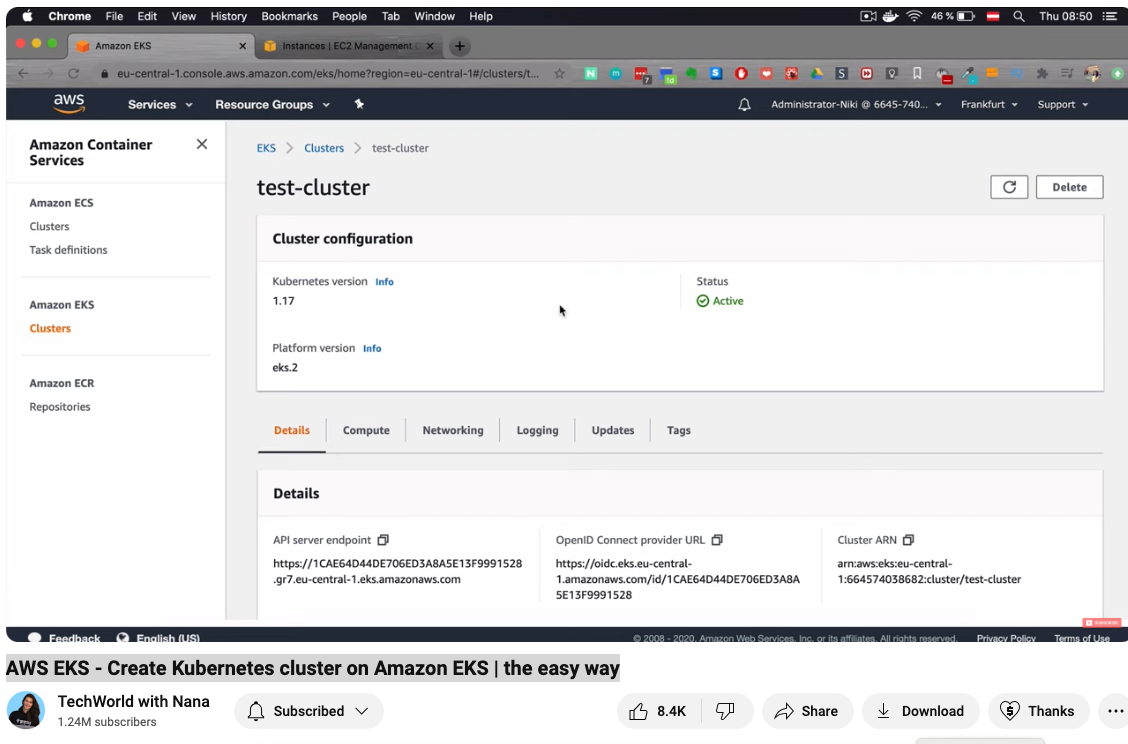 Chrome File Edit View History Bookmarks People Tab Window Help 46 % Thu 08:50
Amazon EKS Instances | EC2 Management C
eu-central-1.console.aws.amazon.com/eks/home?region=eu-central-1#/clusters/t...
aws Services Resource Groups Administrator-Niki @ 6645-740... Frankfurt Support
Amazon Container
Services
Amazon ECS
Clusters
Task definitions
Amazon EKS
Clusters
Amazon ECR
Repositories
EKS > Clusters > test-cluster
test-cluster
Delete
Cluster configuration
Kubernetes version Info
1.17
Status
Active
Platform version Info
eks.2
Details Compute Networking Logging Updates Tags
Details
API server endpoint
https://1CAE64D44DE706ED3A8A5E13F9991528
.gr7.eu-central-1.eks.amazonaws.com
OpenID Connect provider URL
https://oidc.eks.eu-central-
1.amazonaws.com/id/1CAE64D44DE706ED3A8A
5E13F9991528
Cluster ARN
arn:aws:eks:eu-central-
1:664574038682:cluster/test-cluster
SUBSCRIBE
Feedback English (US) © 2008 - 2020, Amazon Web Services, Inc. or its affiliates. All rights reserved. Privacy Policy Terms of Use
AWS EKS - Create Kubernetes cluster on Amazon EKS | the easy way
TechWorld with Nana
1.24M subscribers
Subscribed
8.4K Share Download Thanks